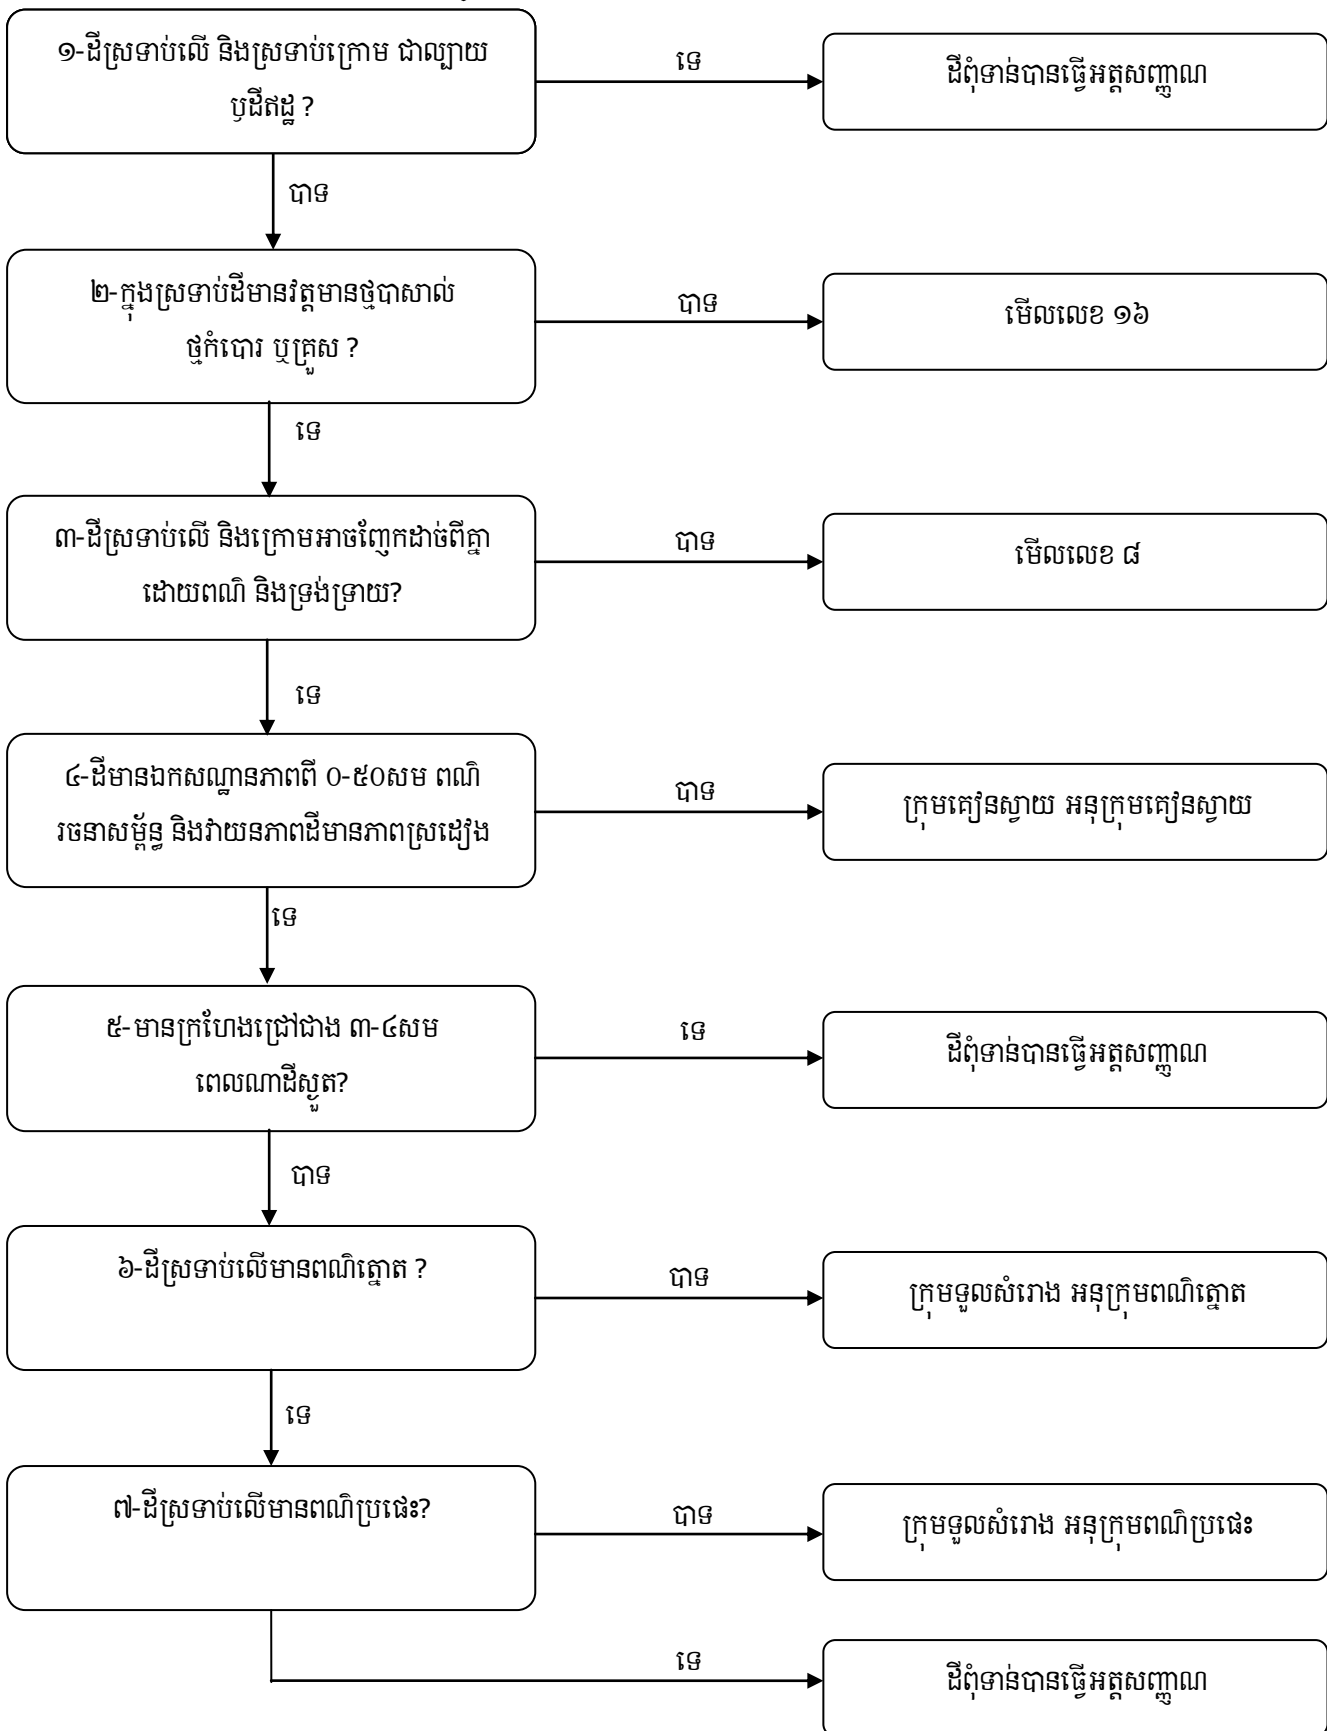 ១-ដីស្រទាប់លើ និងស្រទាប់ក្រោម ជាល្បាយ
ឫដីឥដ្ឋ ?
ទេ
ដីពុំទាន់បានធ្វើអត្តសញ្ញាណ
បាទ
២-ក្នុងស្រទាប់ដីមានវត្តមានថ្មបាសាល់
ថ្មកំបោរ ឬគ្រួស ?
បាទ
មើលលេខ ១៦
ទេ
៣-ដីស្រទាប់លើ និងក្រោមអាចញែកដាច់ពីគ្នា
ដោយពណ៌ និងទ្រង់ទ្រាយ?
បាទ
មើលលេខ ៨
ទេ
៤-ដីមានឯកសណ្ឋានភាពពី 0-៥0សម ពណ៌
រចនាសម្ព័ន្ធ និងវាយនភាពដីមានភាពស្រដៀង
បាទ
ក្រុមគៀនស្វាយ អនុក្រុមគៀនស្វាយ
ទេ
៥-មានក្រហែងជ្រៅជាង ៣-៤សម
ពេលណាដីស្ងួត?
ទេ
ដីពុំទាន់បានធ្វើអត្តសញ្ញាណ
បាទ
៦-ដីស្រទាប់លើមានពណ៌ត្នោត ?
បាទ
ក្រុមទួលសំរោង អនុក្រុមពណ៌ត្នោត
ទេ
៧-ដីស្រទាប់លើមានពណ៌ប្រផេះ?
បាទ
ក្រុមទួលសំរោង អនុក្រុមពណ៌ប្រផេះ
ទេ
ដីពុំទាន់បានធ្វើអត្តសញ្ញាណ